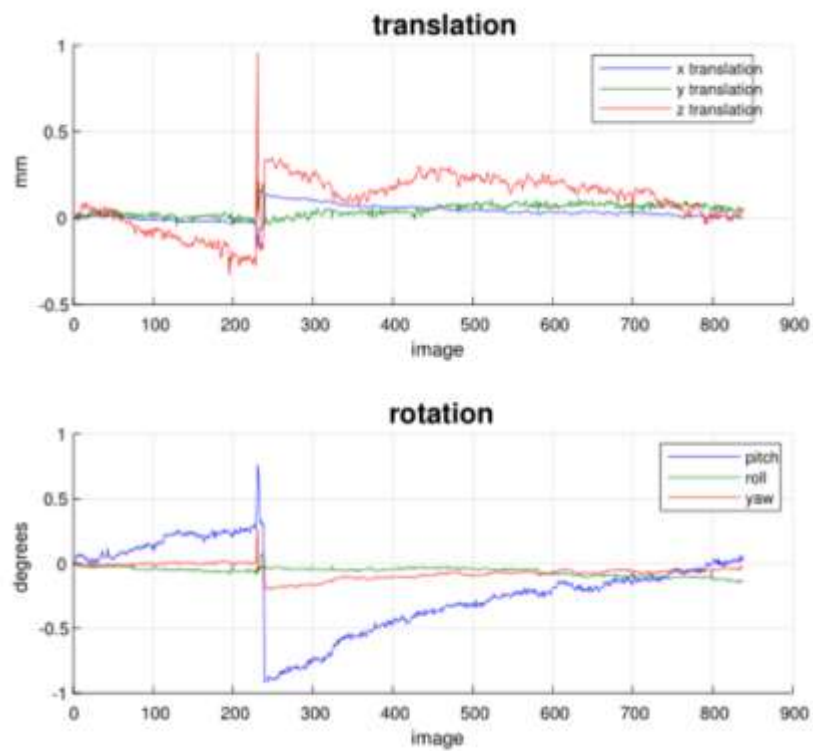 translation
1
0.5
0
-0.5
mm
x translation
y translation
z translation
0 100 200 300 400 500 600 700 800 900
image
rotation
1
0.5
0
-0.5
-1
degrees
pitch
roll
yaw
0 100 200 300 400 500 600 700 800 900
image